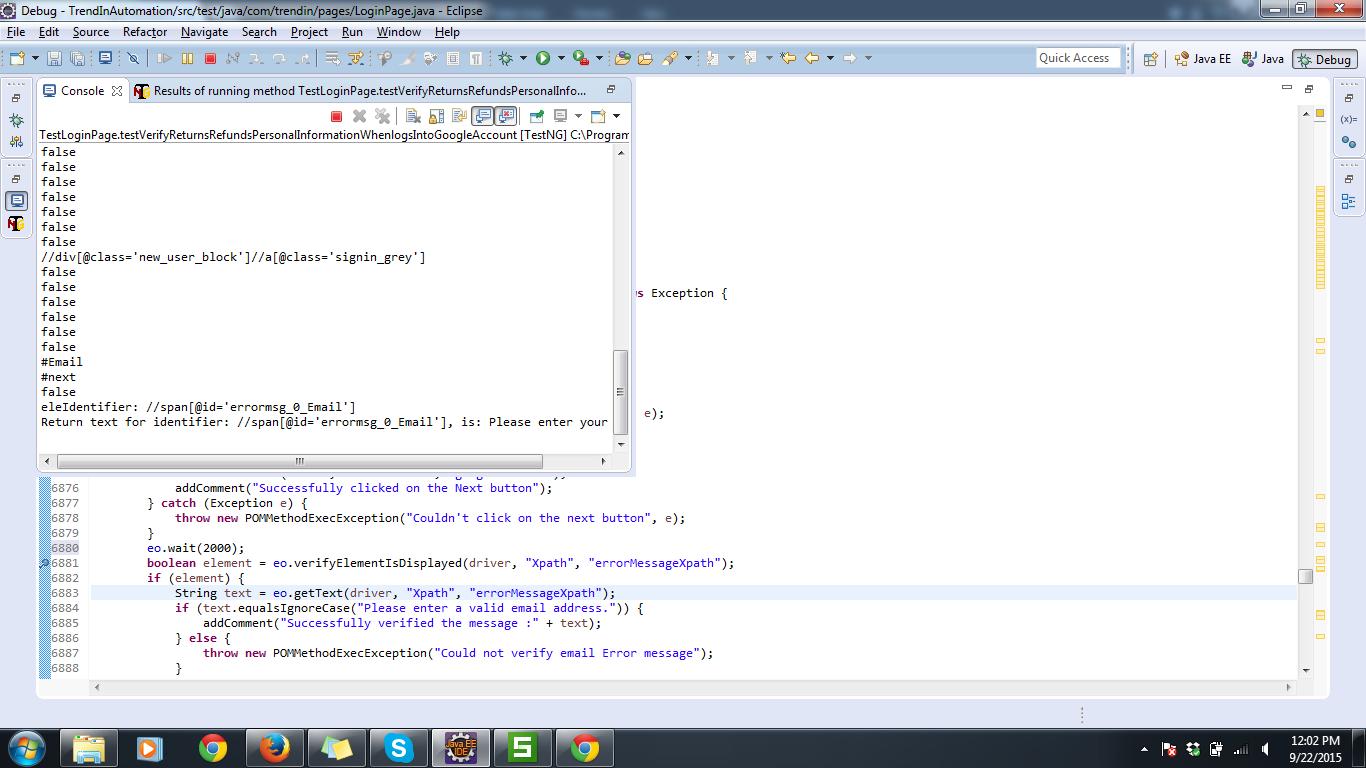 Debug - TrendInAutomation/src/test/java/com/trendin/pages/LoginPage.java - Eclipse
File Edit Source Refactor Navigate Search Project Run Window Help
Quick Access Java EE Java Debug
Console Results of running method TestLoginPage.testVerifyReturnsRefundsPersonalInfo...
TestLoginPage.testVerifyReturnsRefundsPersonalInformationWhenlogsIntoGoogleAccount [TestNG] C:\Program
false
false
false
false
false
false
false
//div[@class='new_user_block']//a[@class='signin_grey']
false
false
false
false
false
false
#Email
#next
false
eleIdentifier: //span[@id='errormsg_0_Email']
Return text for identifier: //span[@id='errormsg_0_Email'], is: Please enter your
s Exception {
e);
6876 addComment("Successfully clicked on the Next button");
6877 } catch (Exception e) {
6878 throw new POMMethodExecException("Couldn't click on the next button", e);
6879 }
6880 eo.wait(2000);
6881 boolean element = eo.verifyElementIsDisplayed(driver, "Xpath", "errorMessageXpath");
6882 if (element) {
6883 String text = eo.getText(driver, "Xpath", "errorMessageXpath");
6884 if (text.equalsIgnoreCase("Please enter a valid email address.")) {
6885 addComment("Successfully verified the message :" + text);
6886 } else {
6887 throw new POMMethodExecException("Could not verify email Error message");
6888 }
(x)=
Java EE
IDE
S
S
12:02 PM
9/22/2015